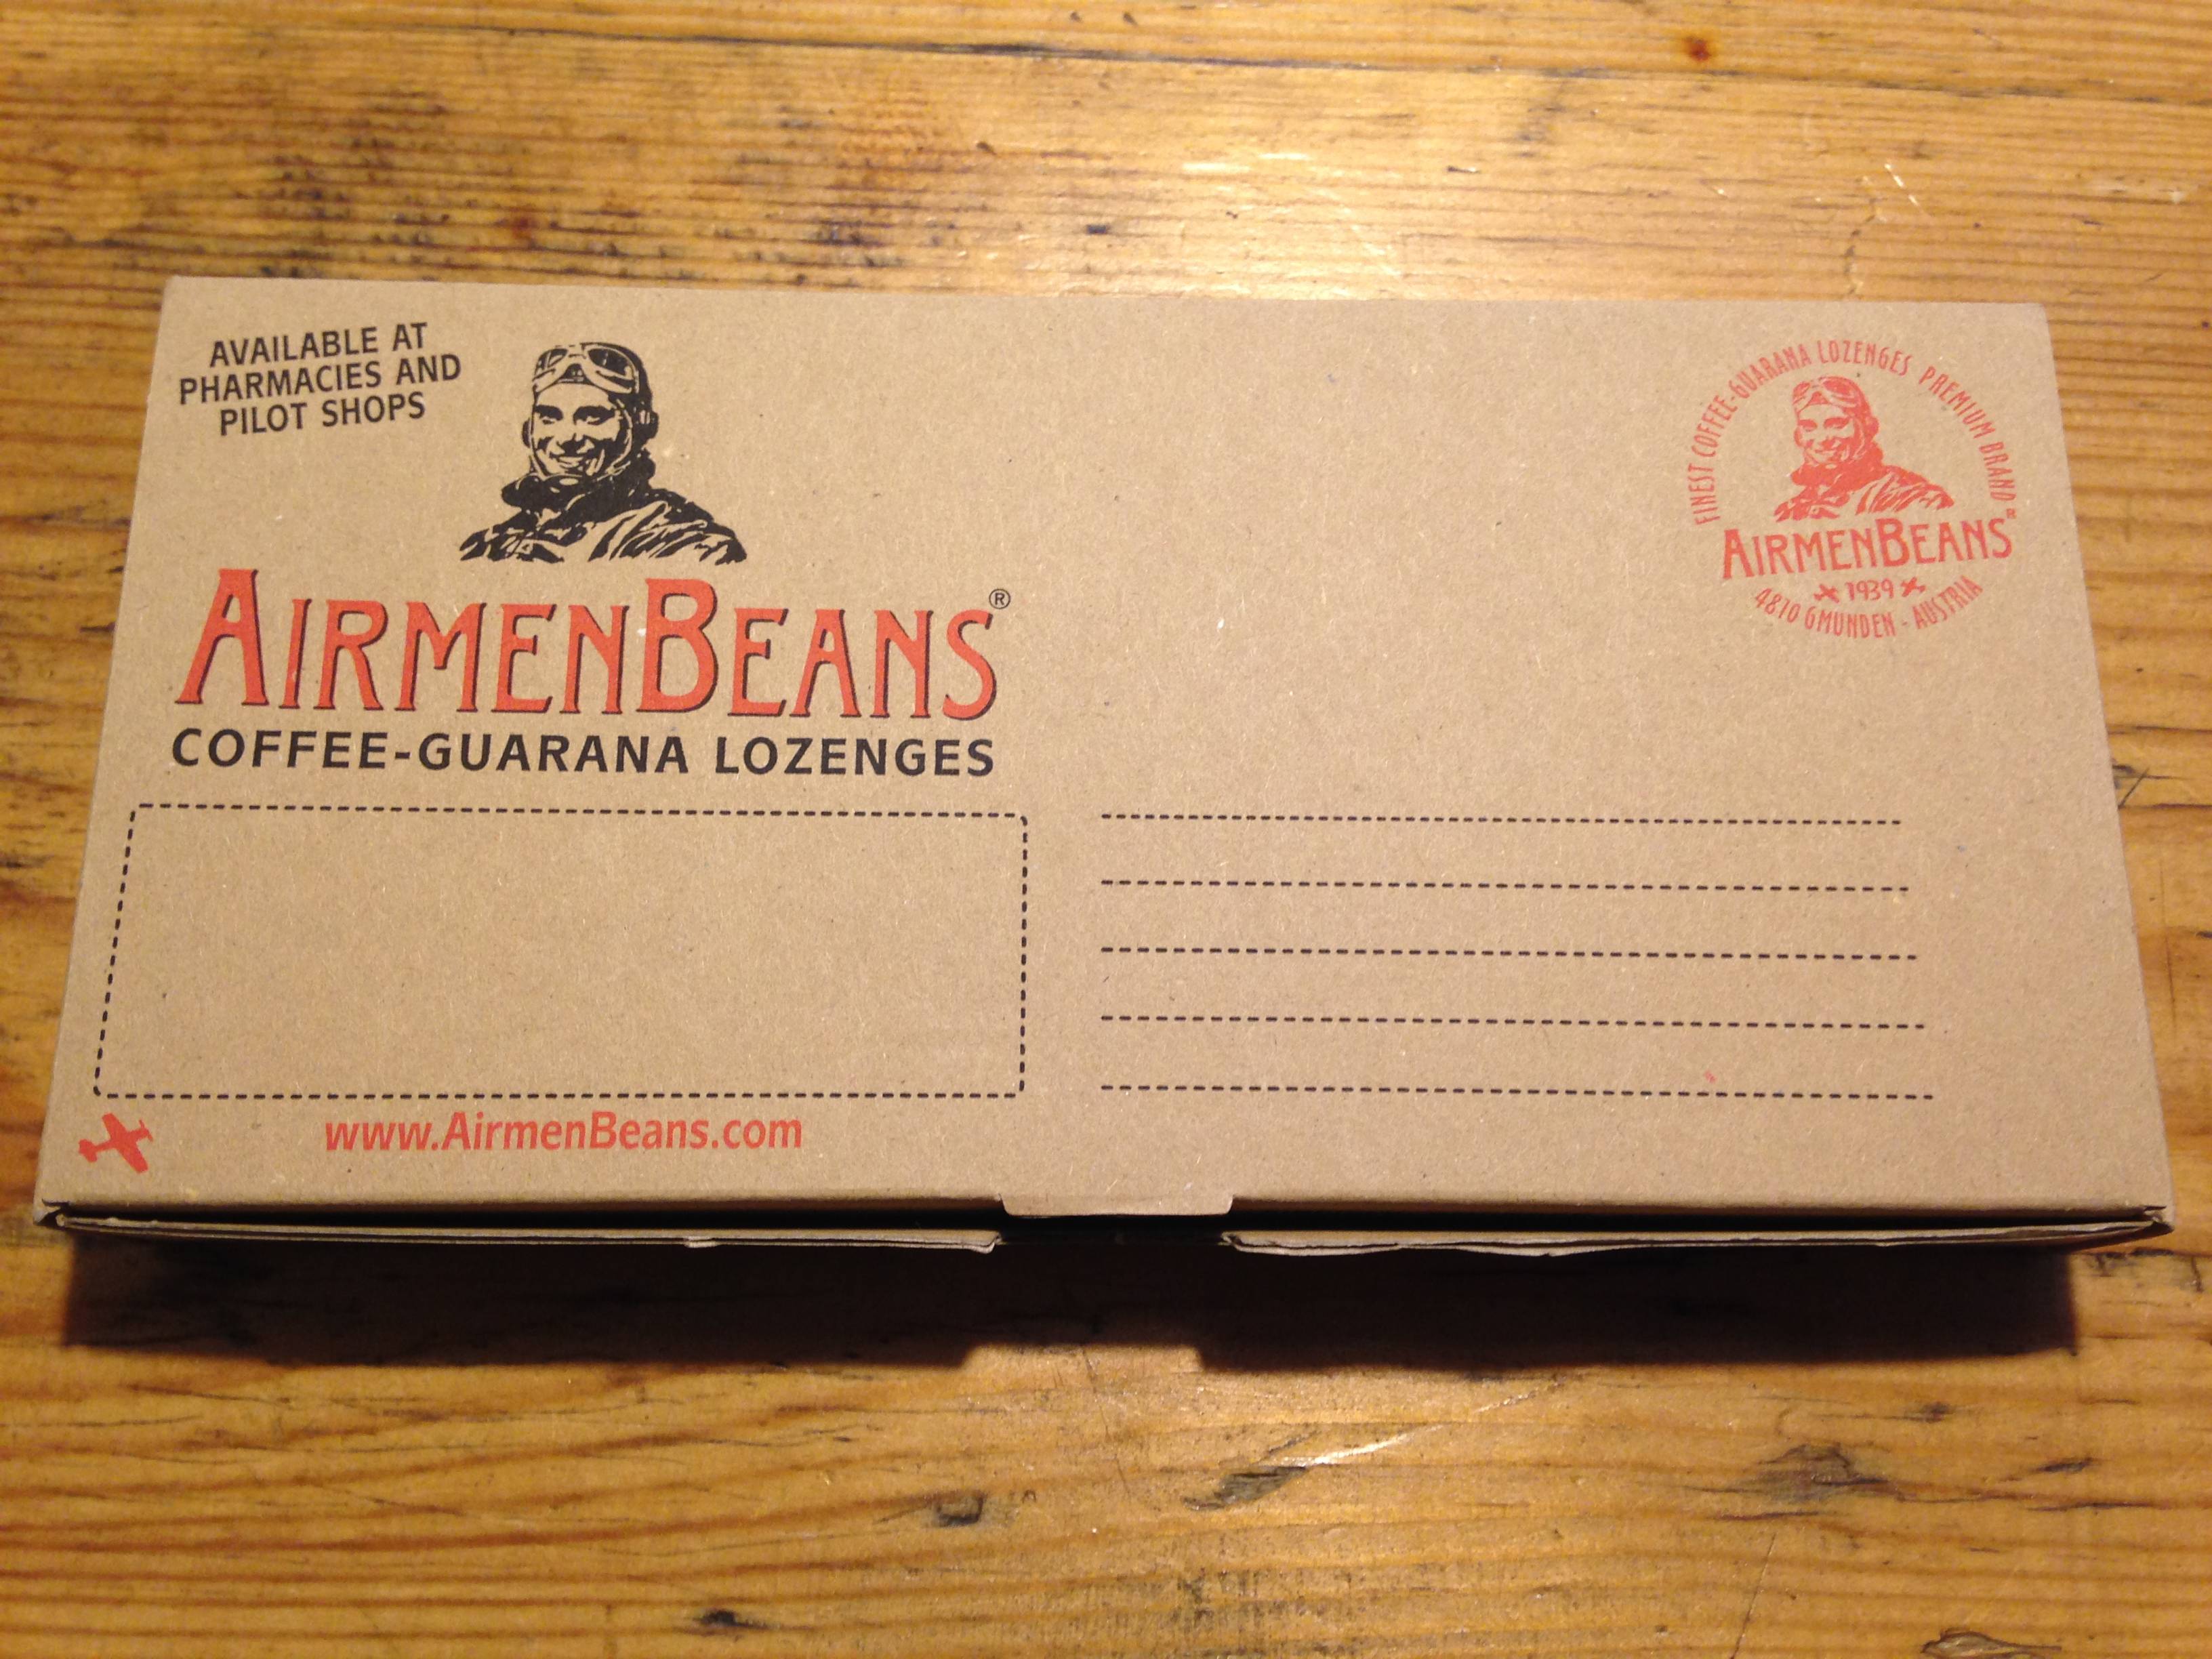 AVAILABLE AT
PHARMACIES AND
PILOT SHOPS
AIRMENBEANS®
COFFEE-GUARANA LOZENGES
www.AirmenBeans.com
FINEST COFFEE-GUARANA LOZENGES PREMIUM BRAND
AIRMENBEANS®
1939
4810 GMUNDEN - AUSTRIA